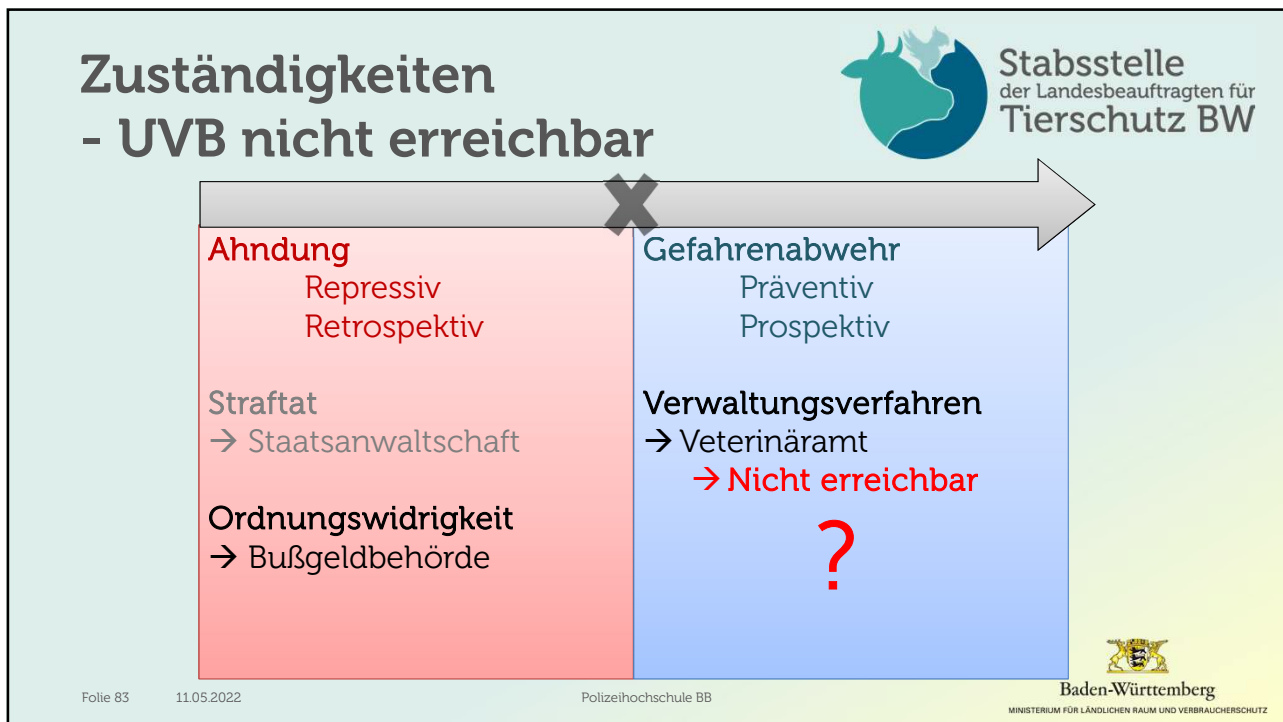 Zuständigkeiten
- UVB nicht erreichbar
Stabsstelle
der Landesbeauftragten für
Tierschutz BW
Ahndung
Repressiv
Retrospektiv
Straftat
→ Staatsanwaltschaft
Ordnungswidrigkeit
→ Bußgeldbehörde
Gefahrenabwehr
Präventiv
Prospektiv
Verwaltungsverfahren
→ Veterinäramt
→ Nicht erreichbar
?
Folie 83 11.05.2022 Polizeihochschule BB
Baden-Württemberg
MINISTERIUM FÜR LÄNDLICHEN RAUM UND VERBRAUCHERSCHUTZ